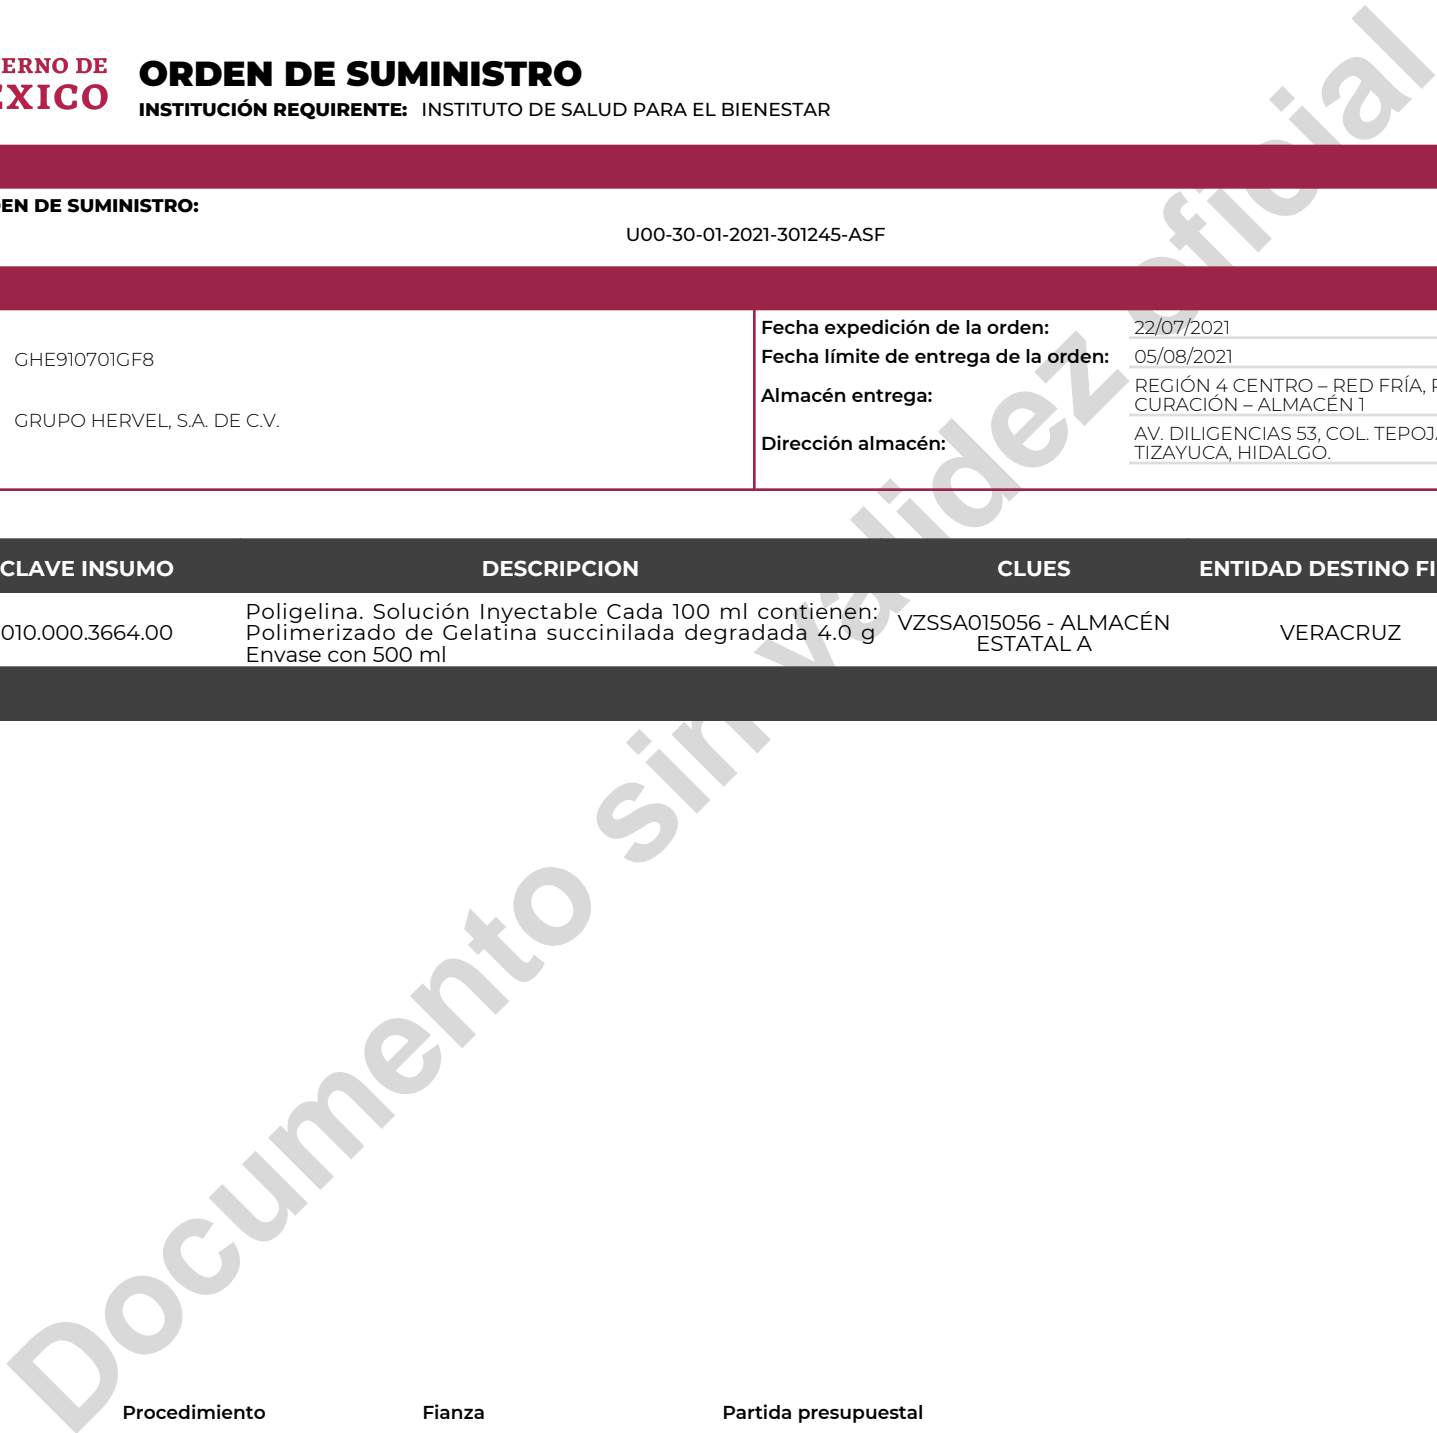 ERNO DE
EXICO
ORDEN DE SUMINISTRO
INSTITUCIÓN REQUIRENTE: INSTITUTO DE SALUD PARA EL BIENESTAR
EN DE SUMINISTRO:
U00-30-01-2021-301245-ASF
GHE910701GF8
GRUPO HERVEL, S.A. DE C.V.
Fecha expedición de la orden: 22/07/2021
Fecha límite de entrega de la orden: 05/08/2021
Almacén entrega: REGIÓN 4 CENTRO – RED FRÍA,
CURACIÓN – ALMACÉN 1
Dirección almacén: AV. DILIGENCIAS 53, COL. TEPOJA
TIZAYUCA, HIDALGO.
CLAVE INSUMO DESCRIPCION CLUES ENTIDAD DESTINO FI
010.000.3664.00
Poligelina. Solución Inyectable Cada 100 ml contienen:
Polimerizado de Gelatina succinilada degradada 4.0 g
Envase con 500 ml
VZSSA015056 - ALMACÉN
ESTATAL A
VERACRUZ
Documento sin validez oficial
Procedimiento Fianza Partida presupuestal